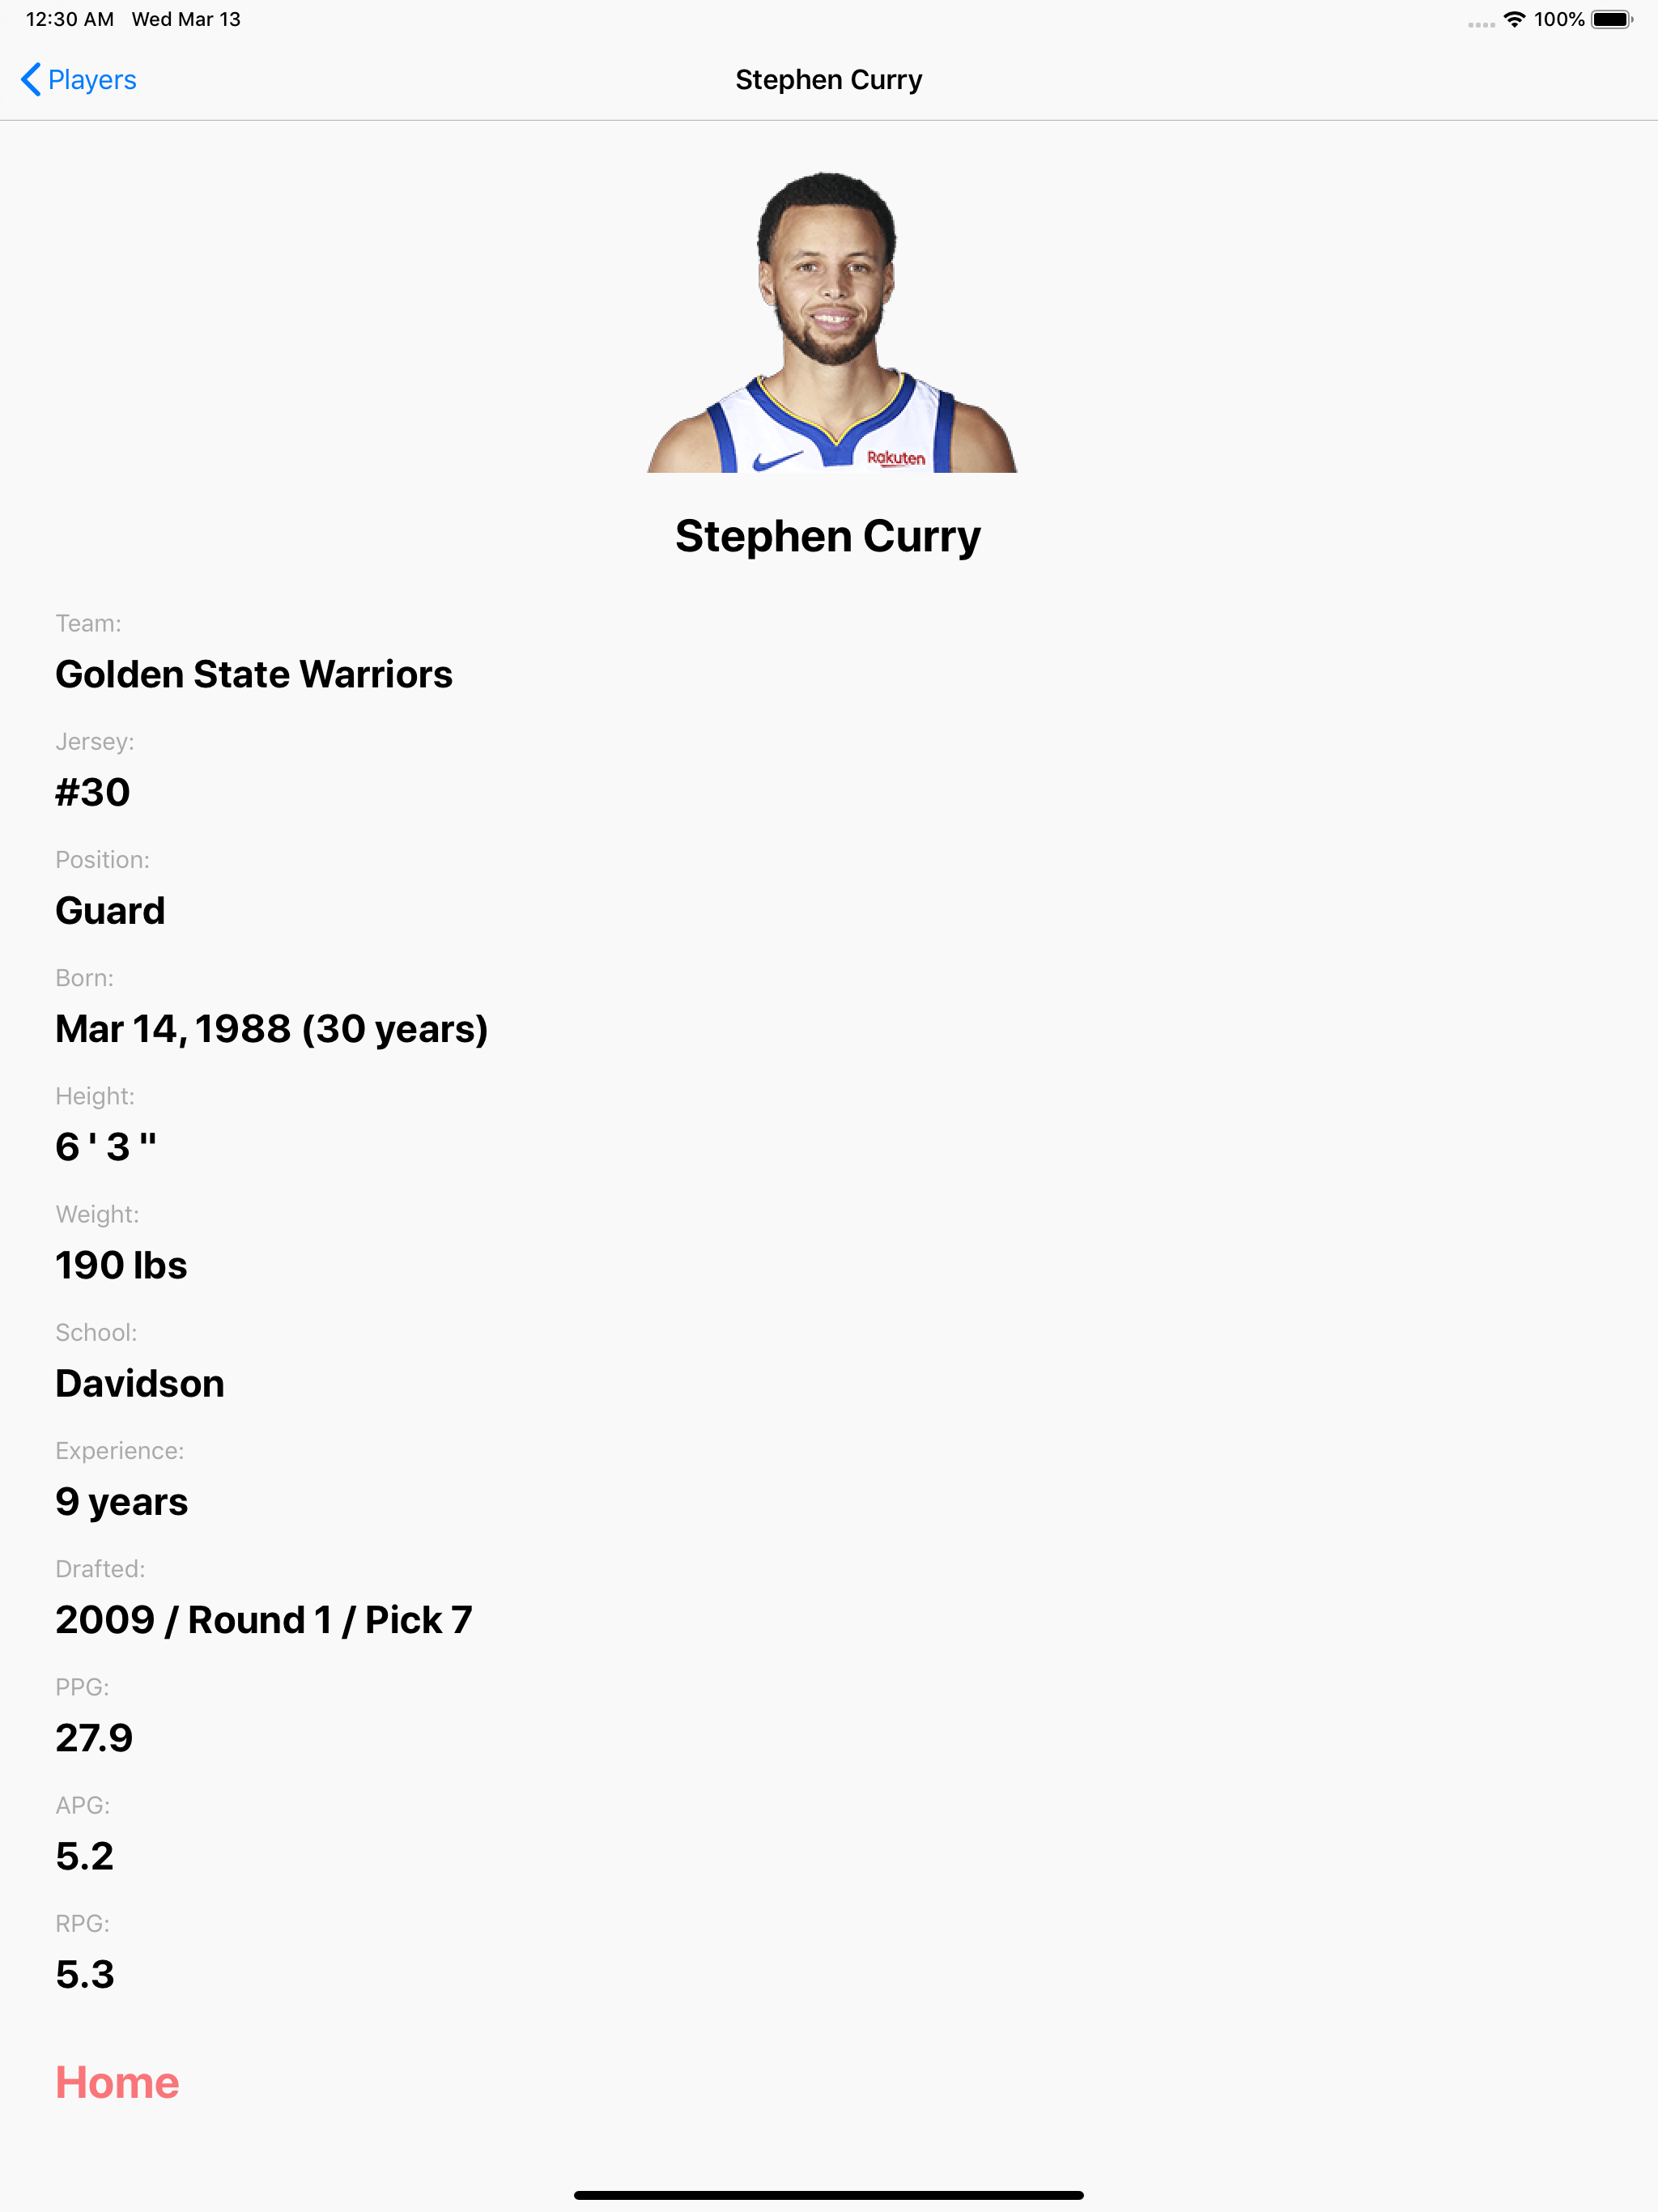 12:30 AM Wed Mar 13 100%
Players Stephen Curry
Rakuten
Stephen Curry
Team:
Golden State Warriors
Jersey:
#30
Position:
Guard
Born:
Mar 14, 1988 (30 years)
Height:
6 ' 3 "
Weight:
190 lbs
School:
Davidson
Experience:
9 years
Drafted:
2009 / Round 1 / Pick 7
PPG:
27.9
APG:
5.2
RPG:
5.3
Home